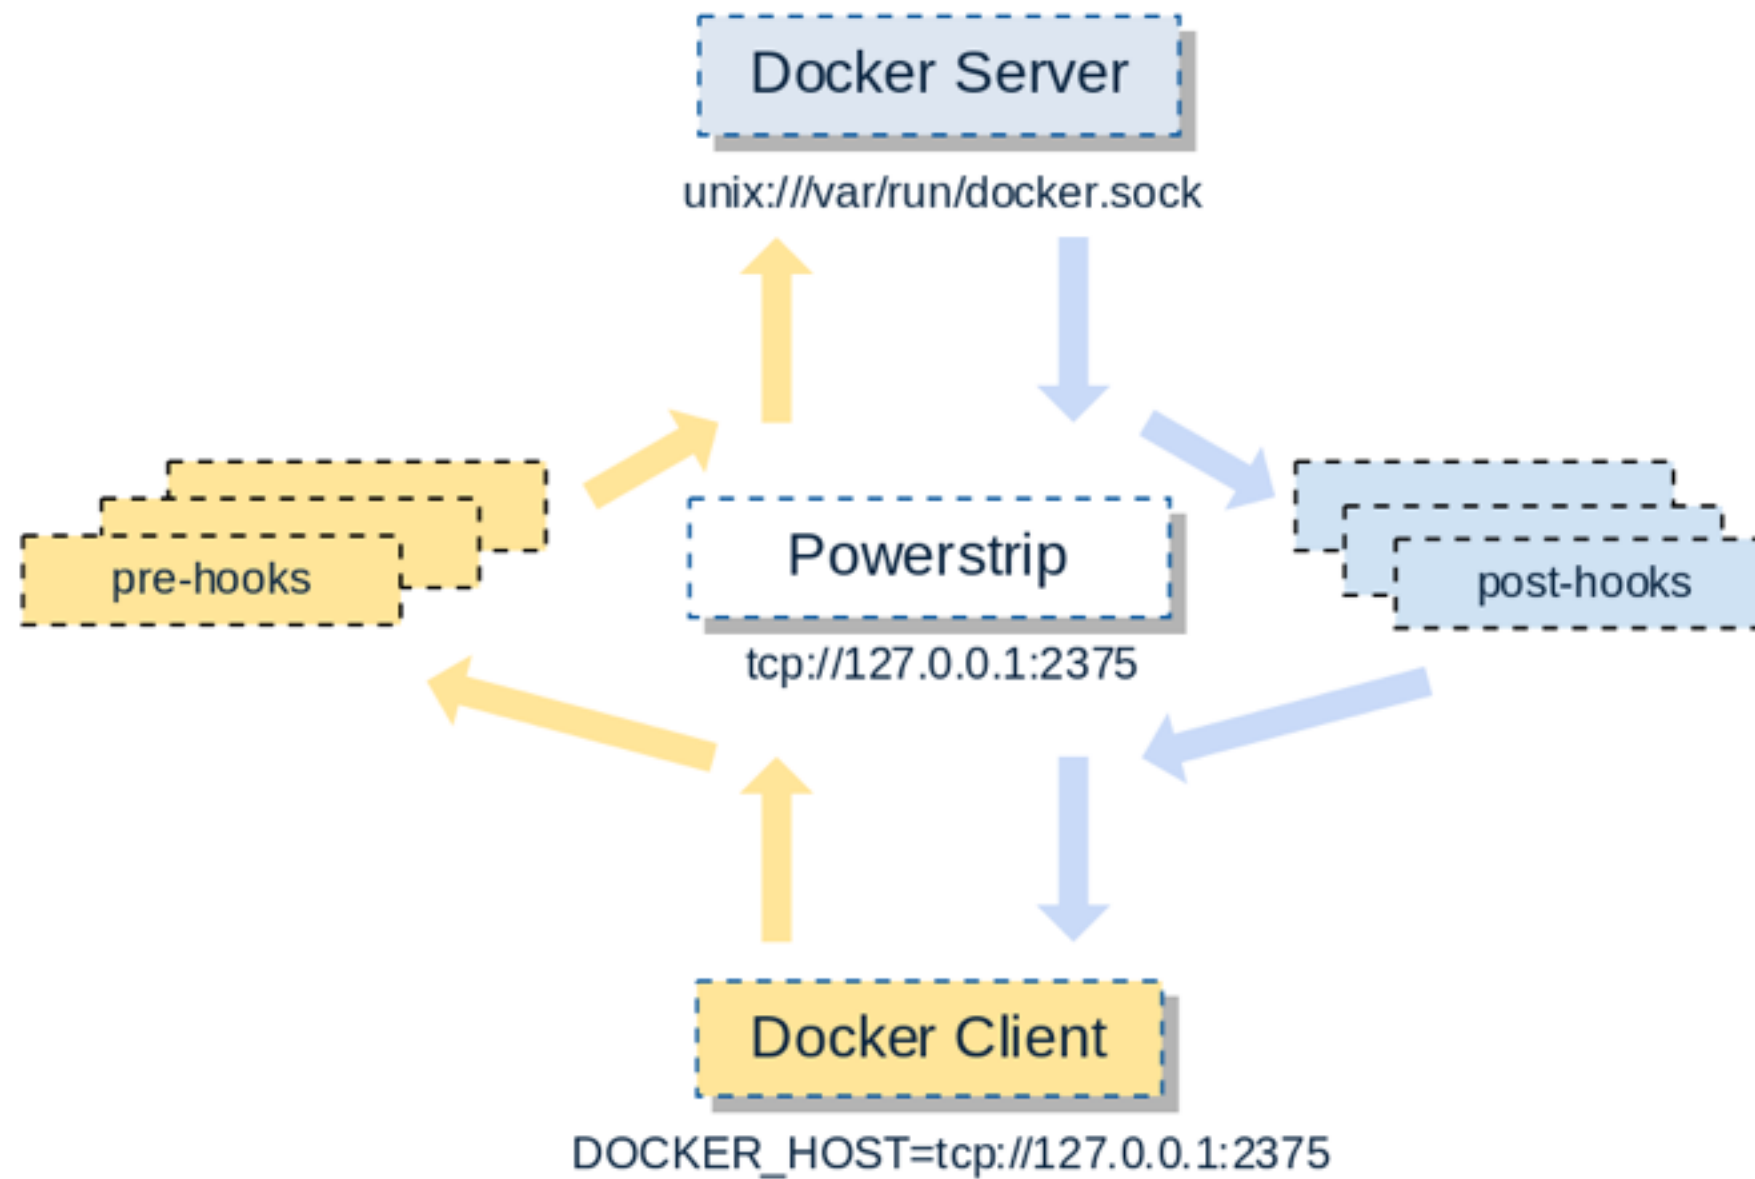 Docker Server
unix:///var/run/docker.sock
pre-hooks
Powerstrip
post-hooks
tcp://127.0.0.1:2375
Docker Client
DOCKER_HOST=tcp://127.0.0.1:2375